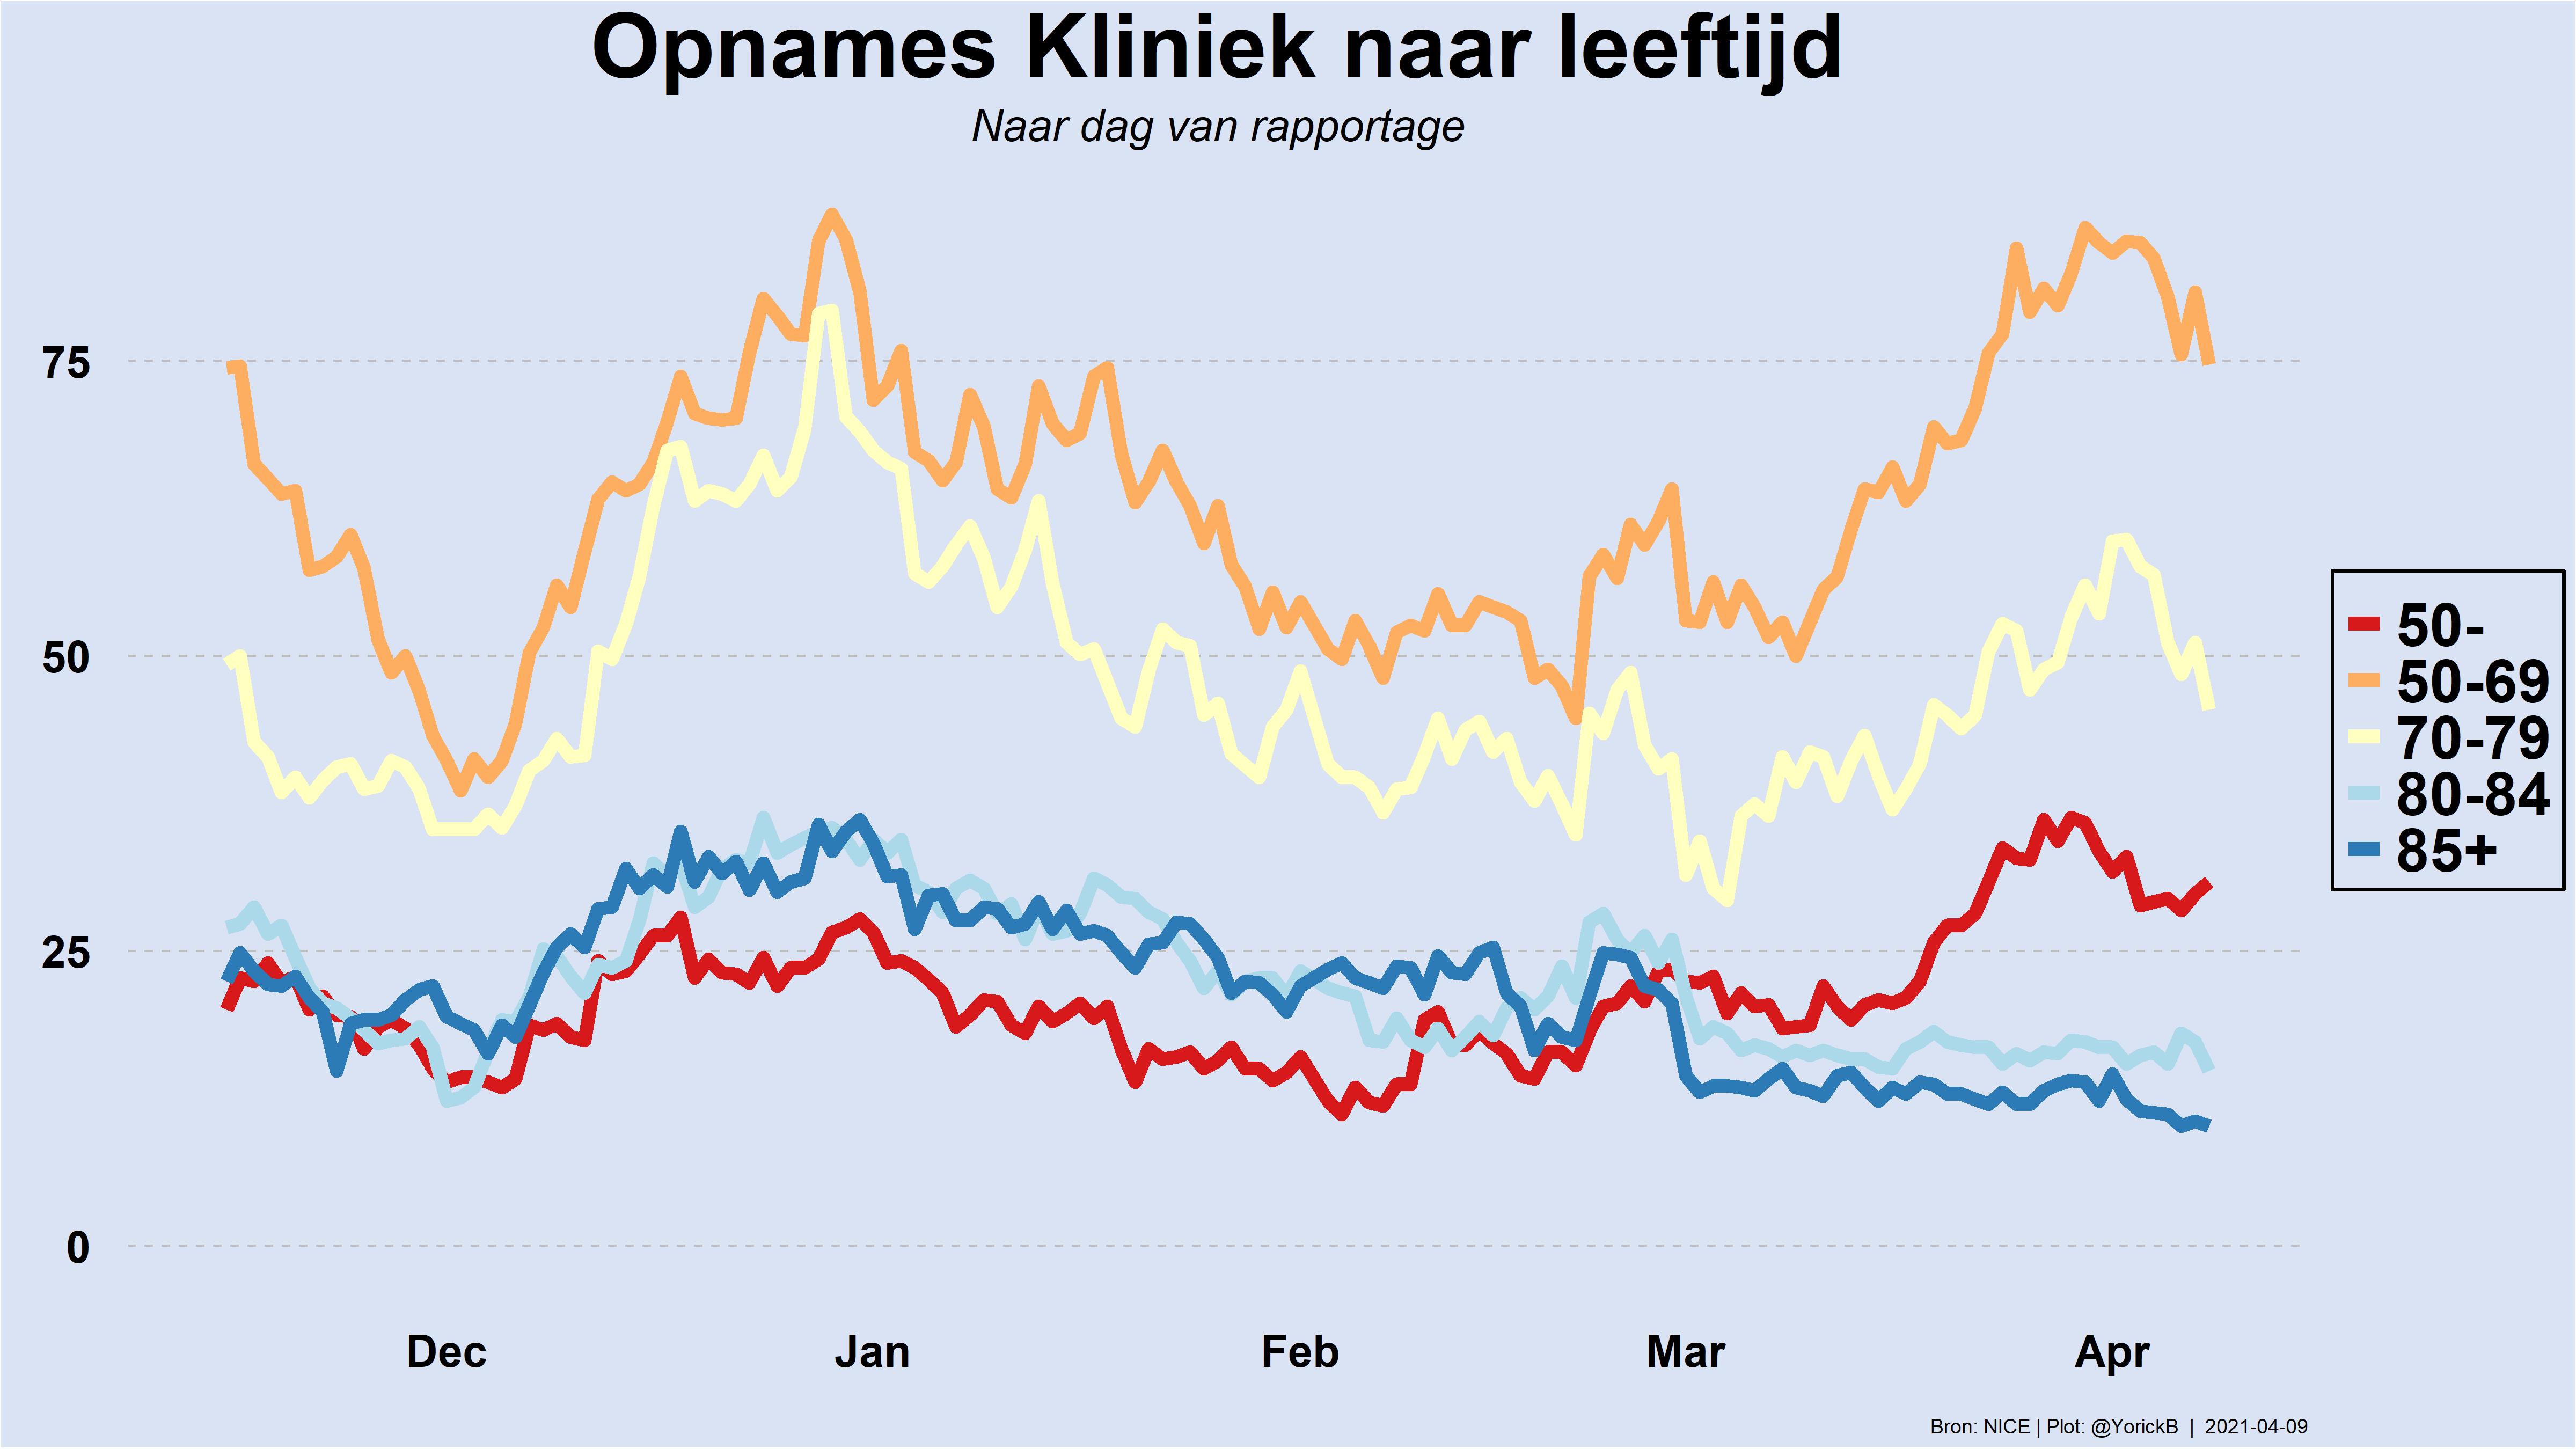 Opnames Kliniek naar leeftijd
Naar dag van rapportage
75
50
25
0
50-
50-69
70-79
80-84
85+
Dec Jan Feb Mar Apr
Bron: NICE | Plot: @YorickB | 2021-04-09